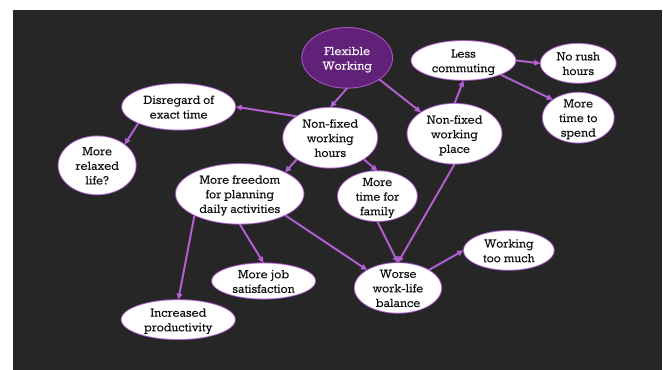 Flexible
Working
Less
commuting
No rush
hours
More
time to
spend
Disregard of
exact time
Non-fixed
working
hours
Non-fixed
working
place
More
relaxed
life?
More freedom
for planning
daily activities
More
time for
family
Working
too much
More job
satisfaction
Worse
work-life
balance
Increased
productivity